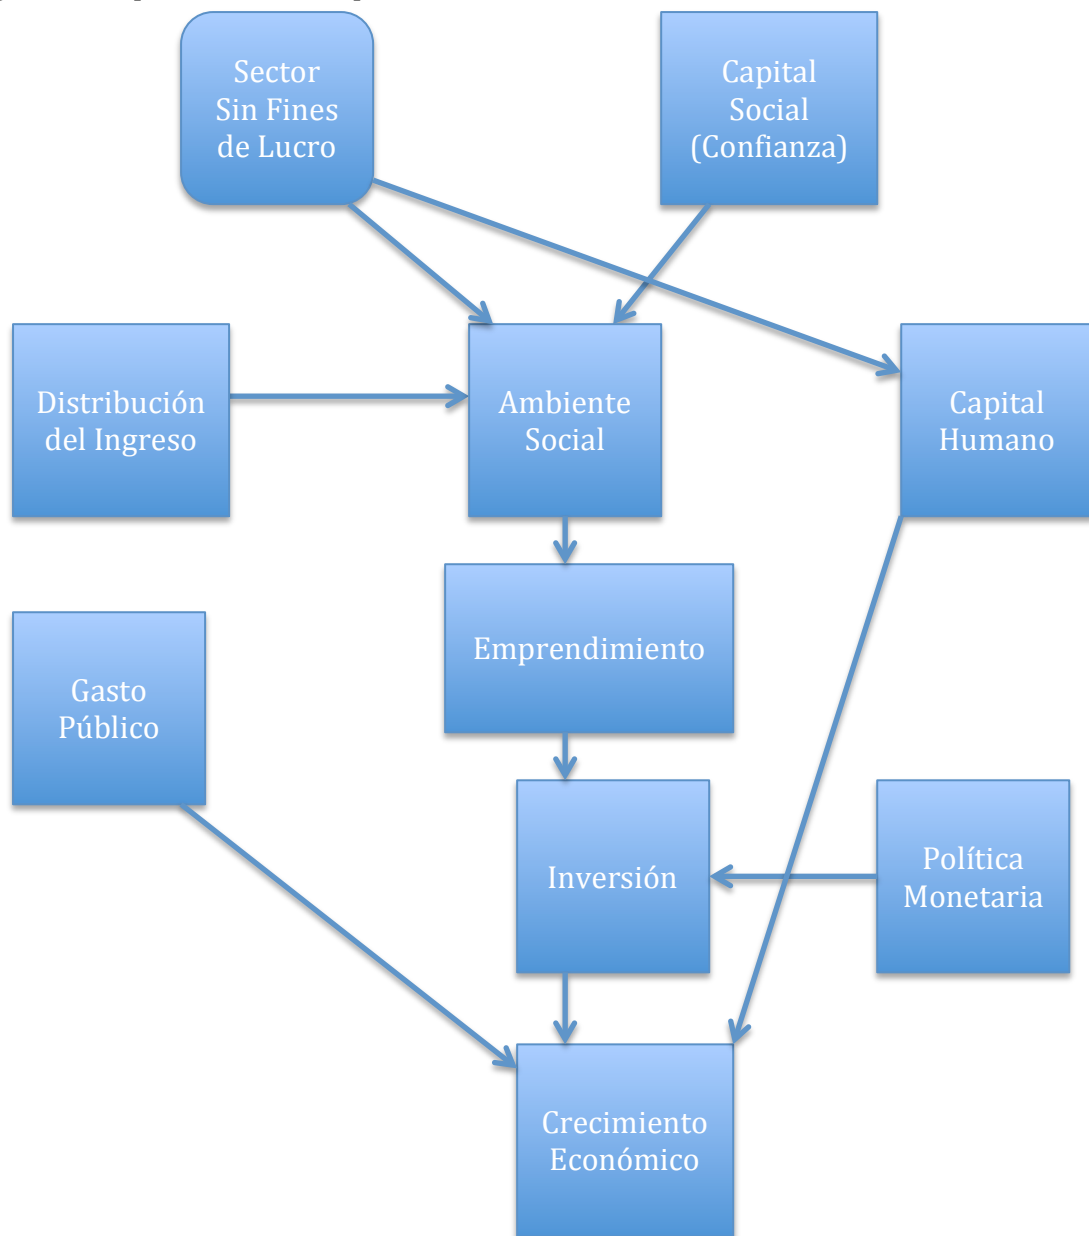 Sector
Sin Fines
de Lucro
Capital
Social
(Confianza)
Distribución
del Ingreso
Ambiente
Social
Capital
Humano
Emprendimiento
Gasto
Público
Inversión
Política
Monetaria
Crecimiento
Económico